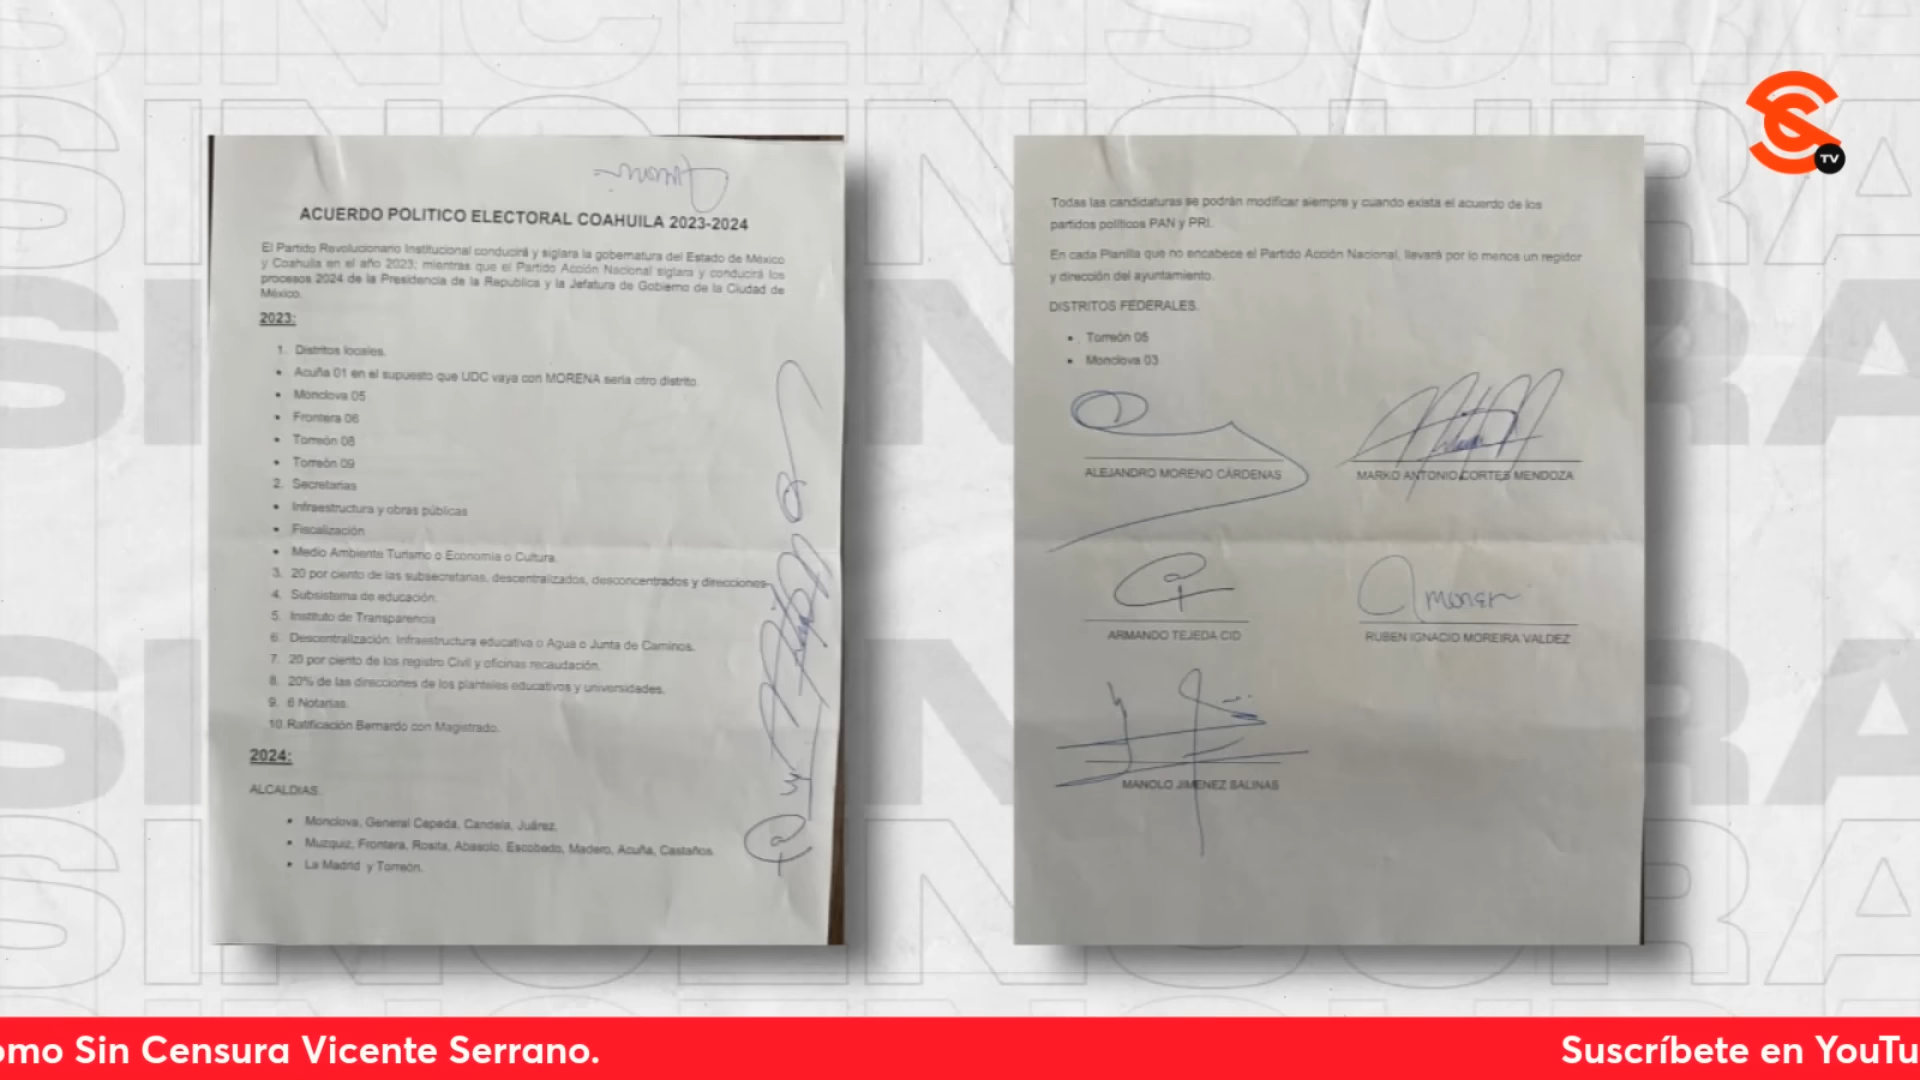 SINCENSURA
TV
ACUERDO POLITICO ELECTORAL COAHUILA 2023-2024
El Partido Revolucionario Institucional conducirá y siglara la gobernatura del Estado de México
y Coahuila en el año 2023; mientras que el Partido Acción Nacional siglara y conducirá los
procesos 2024 de la Presidencia de la Republica y la Jefatura de Gobierno de la Ciudad de
México.
2023:
1. Distritos locales.
• Acuña 01 en el supuesto que UDC vaya con MORENA seria otro distrito.
• Monclova 05
• Frontera 06
• Torreón 08
• Torreón 09
2. Secretarias
• Infraestructura y obras públicas
• Fiscalización
• Medio Ambiente Turismo o Economía o Cultura.
3. 20 por ciento de las subsecretarias, descentralizados, desconcentrados y direcciones
4. Subsistema de educación.
5. Instituto de Transparencia
6. Descentralización: Infraestructura educativa o Agua o Junta de Caminos.
7. 20 por ciento de los registro Civil y oficinas recaudación.
8. 20% de las direcciones de los planteles educativos y universidades.
9. 6 Notarias.
10. Ratificación Bernardo con Magistrado.
2024:
ALCALDIAS.
• Monclova, General Cepeda, Candela, Juárez.
• Muzquiz, Frontera, Rosita, Abasolo, Escobedo, Madero, Acuña, Castaños.
• La Madrid y Torreón.
Todas las candidaturas se podrán modificar siempre y cuando exista el acuerdo de los
partidos políticos PAN y PRI.
En cada Planilla que no encabece el Partido Acción Nacional, llevará por lo menos un regidor
y dirección del ayuntamiento.
DISTRITOS FEDERALES.
• Torreón 05
• Monclova 03
ALEJANDRO MORENO CÁRDENAS
MARKO ANTONIO CORTES MENDOZA
ARMANDO TEJEDA CID
RUBEN IGNACIO MOREIRA VALDEZ
MANOLO JIMENEZ SALINAS
omo Sin Censura Vicente Serrano.
Suscríbete en YouTu